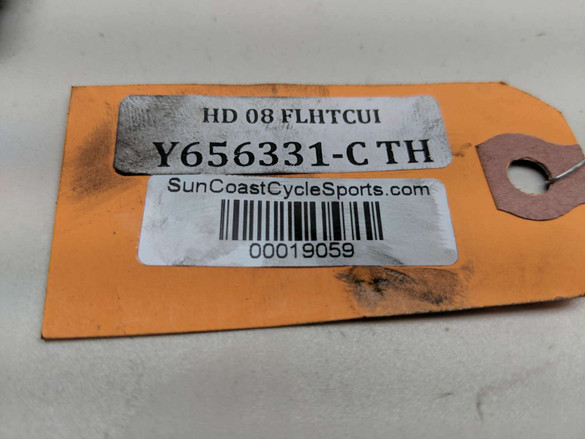 HD 08 FLHTCUI
Y656331-C TH
SunCoastCycleSports.com
00019059